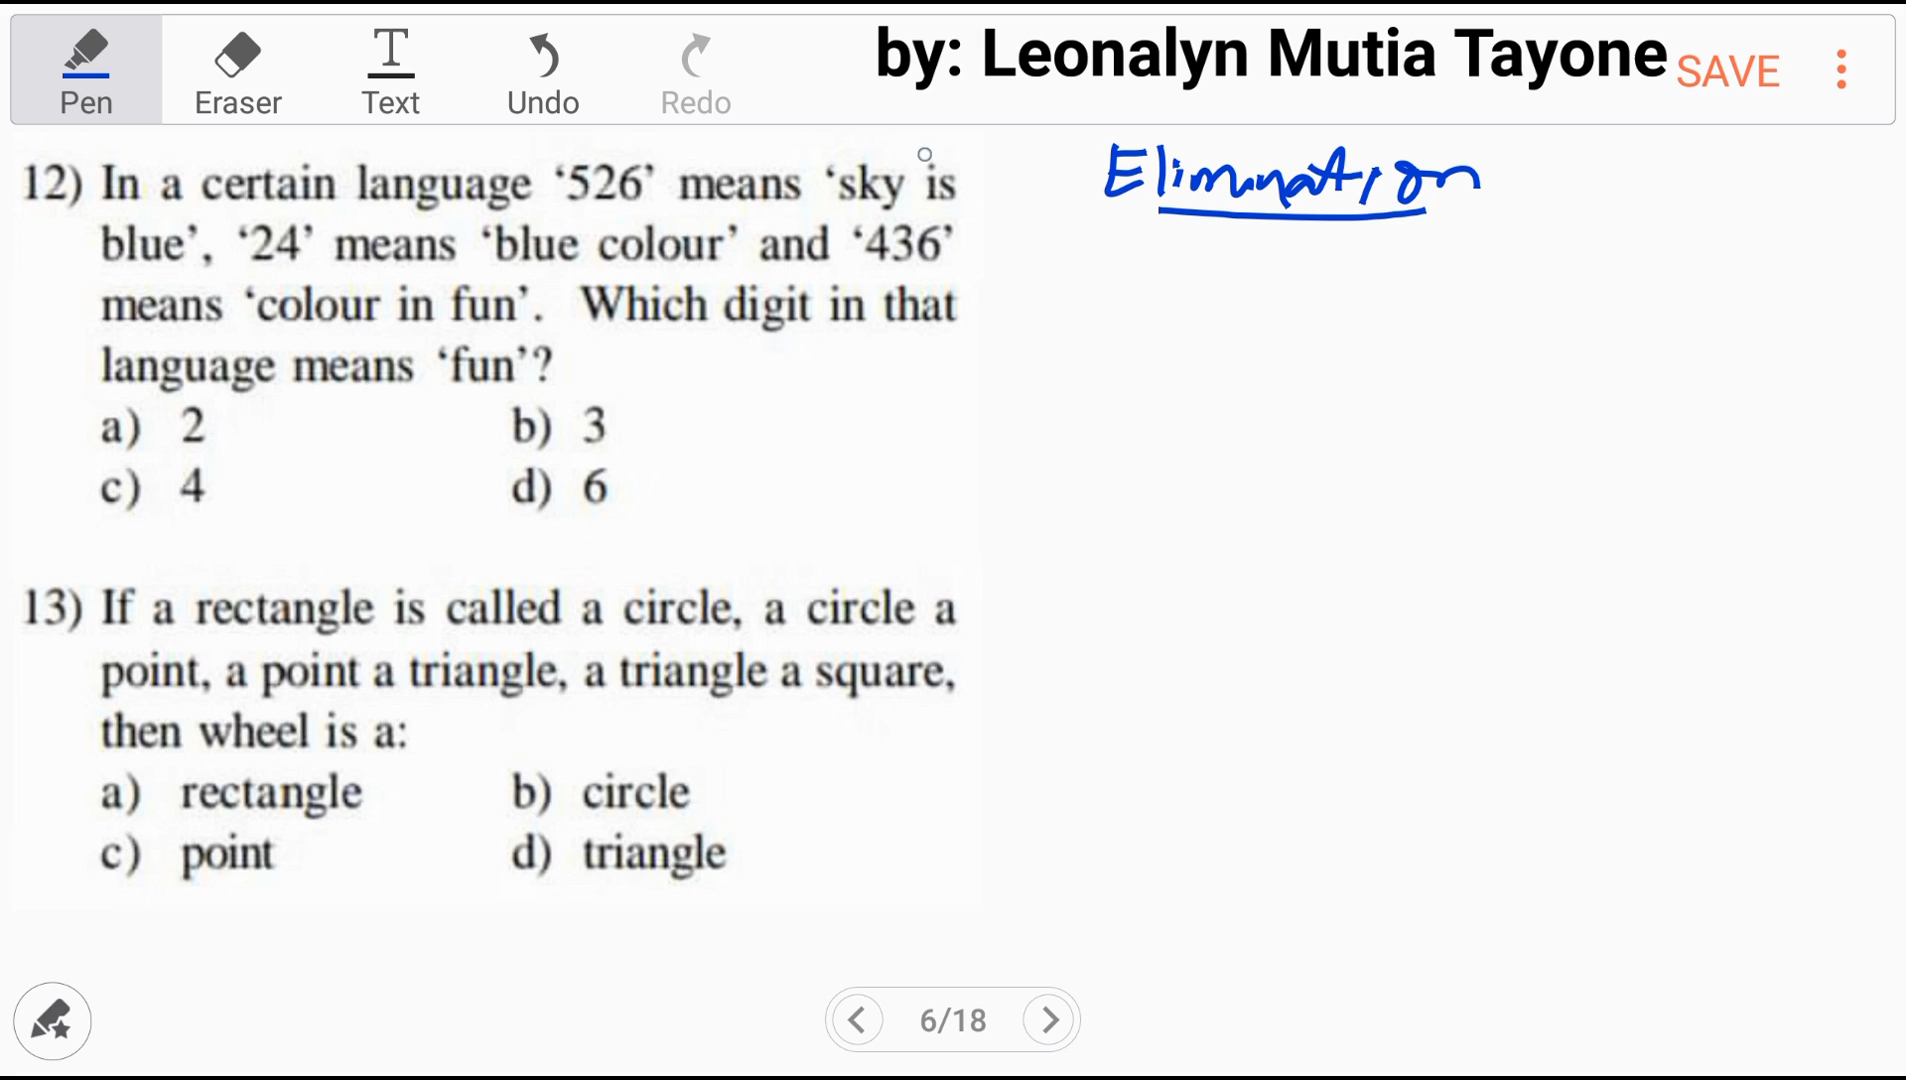 Pen Eraser Text Undo Redo by: Leonalyn Mutia Tayone SAVE
12) In a certain language ‘526’ means ‘sky is
blue’, ‘24’ means ‘blue colour’ and ‘436’
means ‘colour in fun’. Which digit in that
language means ‘fun’?
a) 2 b) 3
c) 4 d) 6
Elimination
13) If a rectangle is called a circle, a circle a
point, a point a triangle, a triangle a square,
then wheel is a:
a) rectangle b) circle
c) point d) triangle
6/18